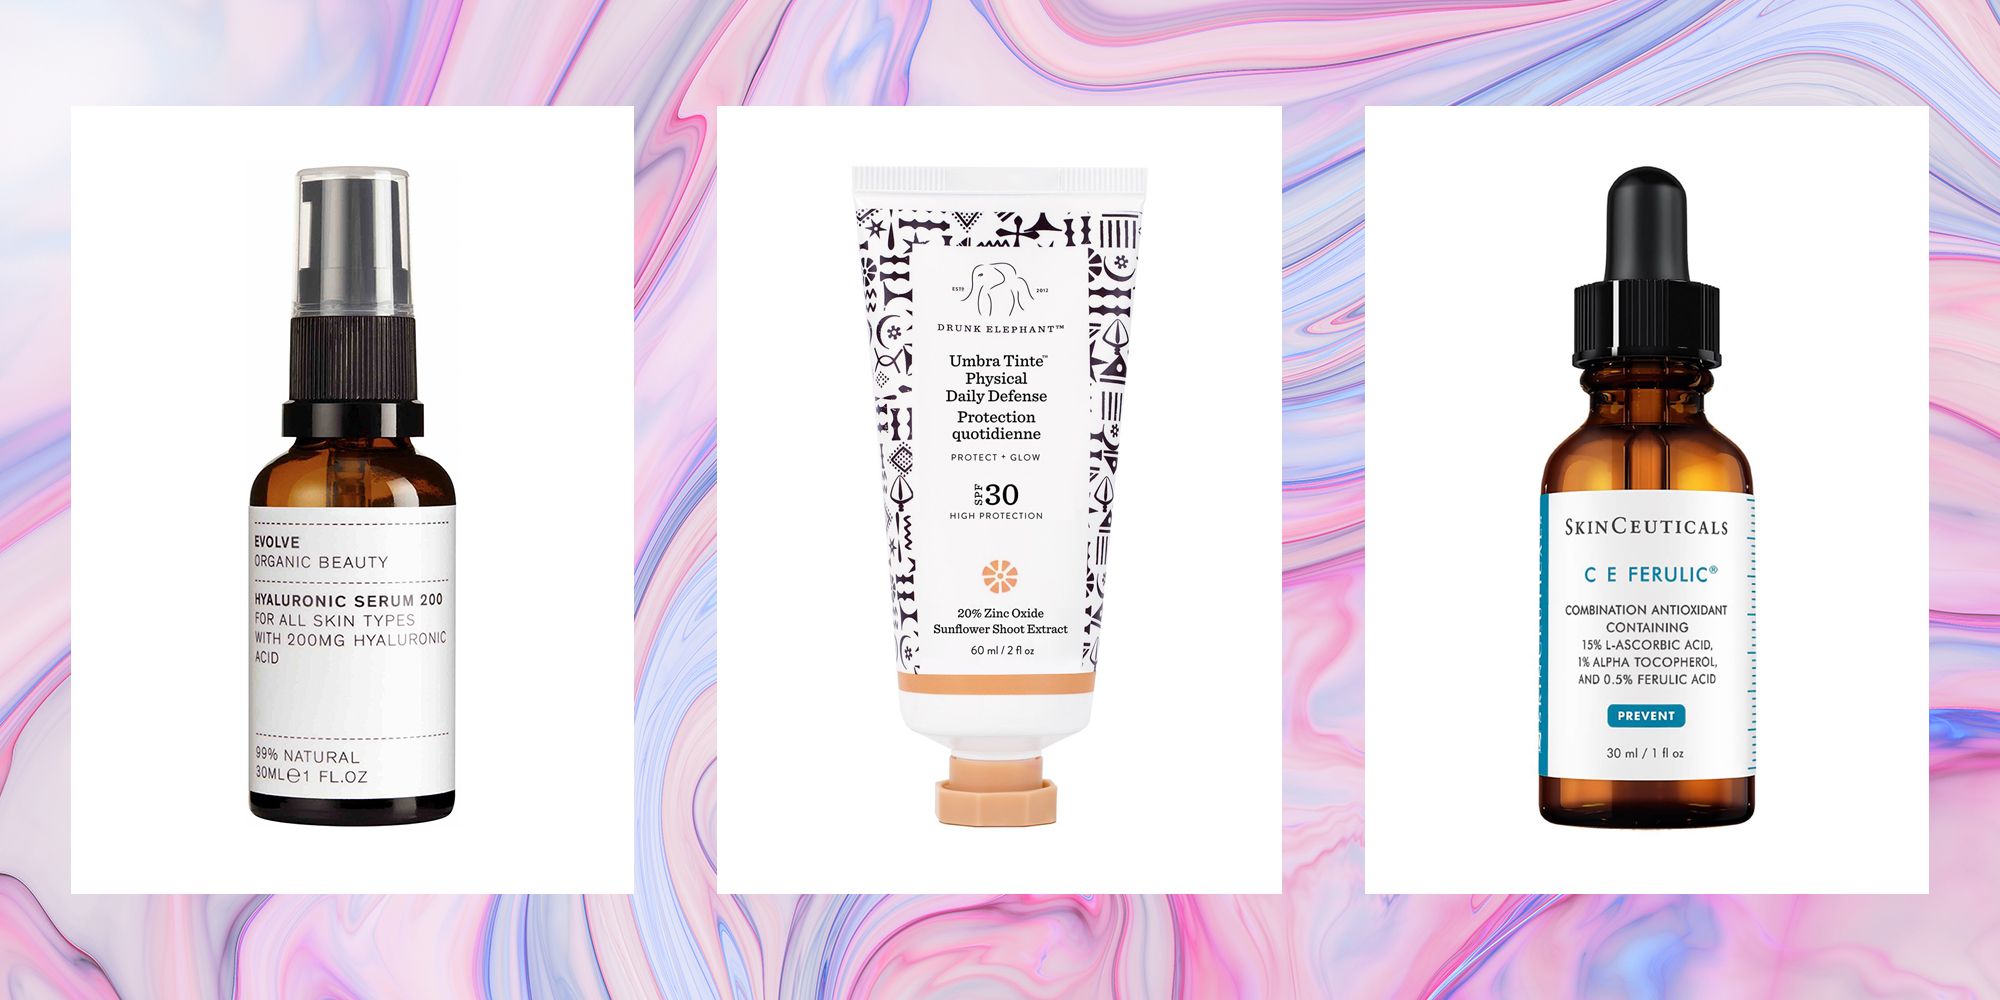 EVOLVE
ORGANIC BEAUTY
HYALURONIC SERUM 200
FOR ALL SKIN TYPES
WITH 200MG HYALURONIC
ACID
99% NATURAL
30ML℮1 FL.OZ
ESTD 2012
DRUNK ELEPHANT™
Umbra Tinte™
Physical
Daily Defense
Protection
quotidienne
PROTECT + GLOW
SPF 30
HIGH PROTECTION
20% Zinc Oxide
Sunflower Shoot Extract
60 ml / 2 fl oz
SKINCEUTICALS
C E FERULIC®
COMBINATION ANTIOXIDANT
CONTAINING
15% L-ASCORBIC ACID,
1% ALPHA TOCOPHEROL,
AND 0.5% FERULIC ACID
PREVENT
30 ml / 1 fl oz